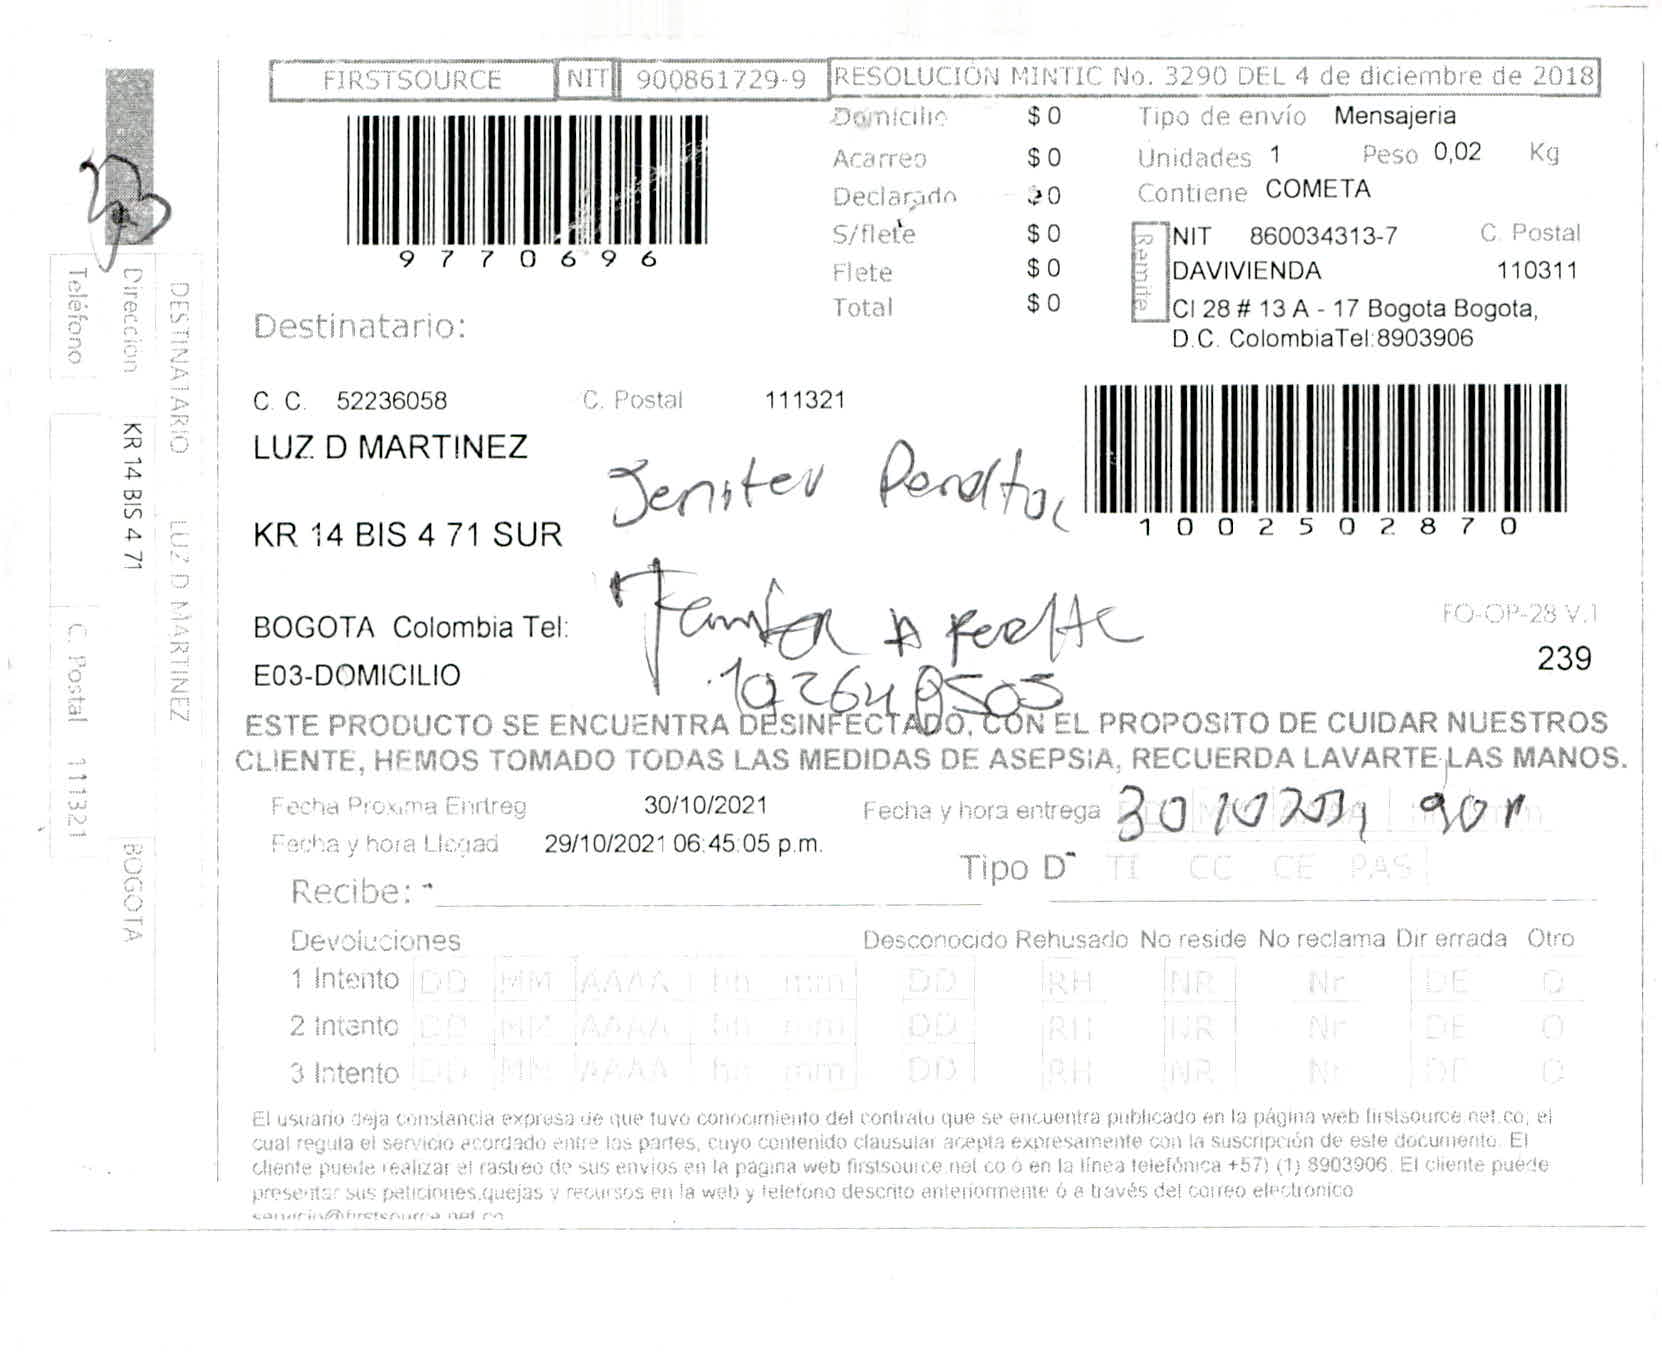 FIRSTSOURCE NIT 900861729-9 RESOLUCIÓN MINTIC No. 3290 DEL 4 de diciembre de 2018
9770696
Domicilio $ 0
Acarreo $ 0
Declarado 0
S/flete $ 0
Flete $ 0
Total $ 0
Tipo de envío Mensajeria
Unidades 1 Peso 0,02 Kg
Contiene COMETA
Remite
NIT 860034313-7 C. Postal
DAVIVIENDA 110311
Cl 28 # 13 A - 17 Bogota Bogota,
D.C. ColombiaTel:8903906
Destinatario:
C. C. 52236058 C. Postal 111321
LUZ D MARTINEZ
Jenifer Peralta
1002502870
KR 14 BIS 4 71 SUR
BOGOTA Colombia Tel:
FO-OP-28 V.1
239
E03-DOMICILIO
ESTE PRODUCTO SE ENCUENTRA DESINFECTADO, CON EL PROPOSITO DE CUIDAR NUESTROS
CLIENTE, HEMOS TOMADO TODAS LAS MEDIDAS DE ASEPSIA, RECUERDA LAVARTE LAS MANOS.
Fecha Proxima Entreg 30/10/2021 Fecha y hora entrega 30 10 2021
Fecha y hora Llegad 29/10/2021 06:45:05 p.m.
Tipo D TI CC CE PAS
Recibe:
Devoluciones Desconocido Rehusado No reside No reclama Dir errada Otro
1 Intento DD MM AAAA hh mm DD RH NR Nr DE O
2 Intento DD MM AAAA hh mm DD RH NR Nr DE O
3 Intento DD MM AAAA hh mm DD RH NR Nr DE O
El usuario deja constancia expresa de que tuvo conocimiento del contrato que se encuentra publicado en la página web firstsource.net.co, el
cual regula el servicio acordado entre las partes, cuyo contenido clausular acepta expresamente con la suscripción de este documento. El
cliente puede realizar el rastreo de sus envios en la pagina web firstsource.net co ó en la línea telefónica +57) (1) 8903906. El cliente puede
presentar sus peticiones,quejas y recursos en la web y telefono descrito anteriormente ó a través del correo electronico
servicio@firstsource.net.co
DESTINATARIO LUZ D MARTINEZ
Dirección KR 14 BIS 4 71 BOGOTA
Teléfono C. Postal 111321